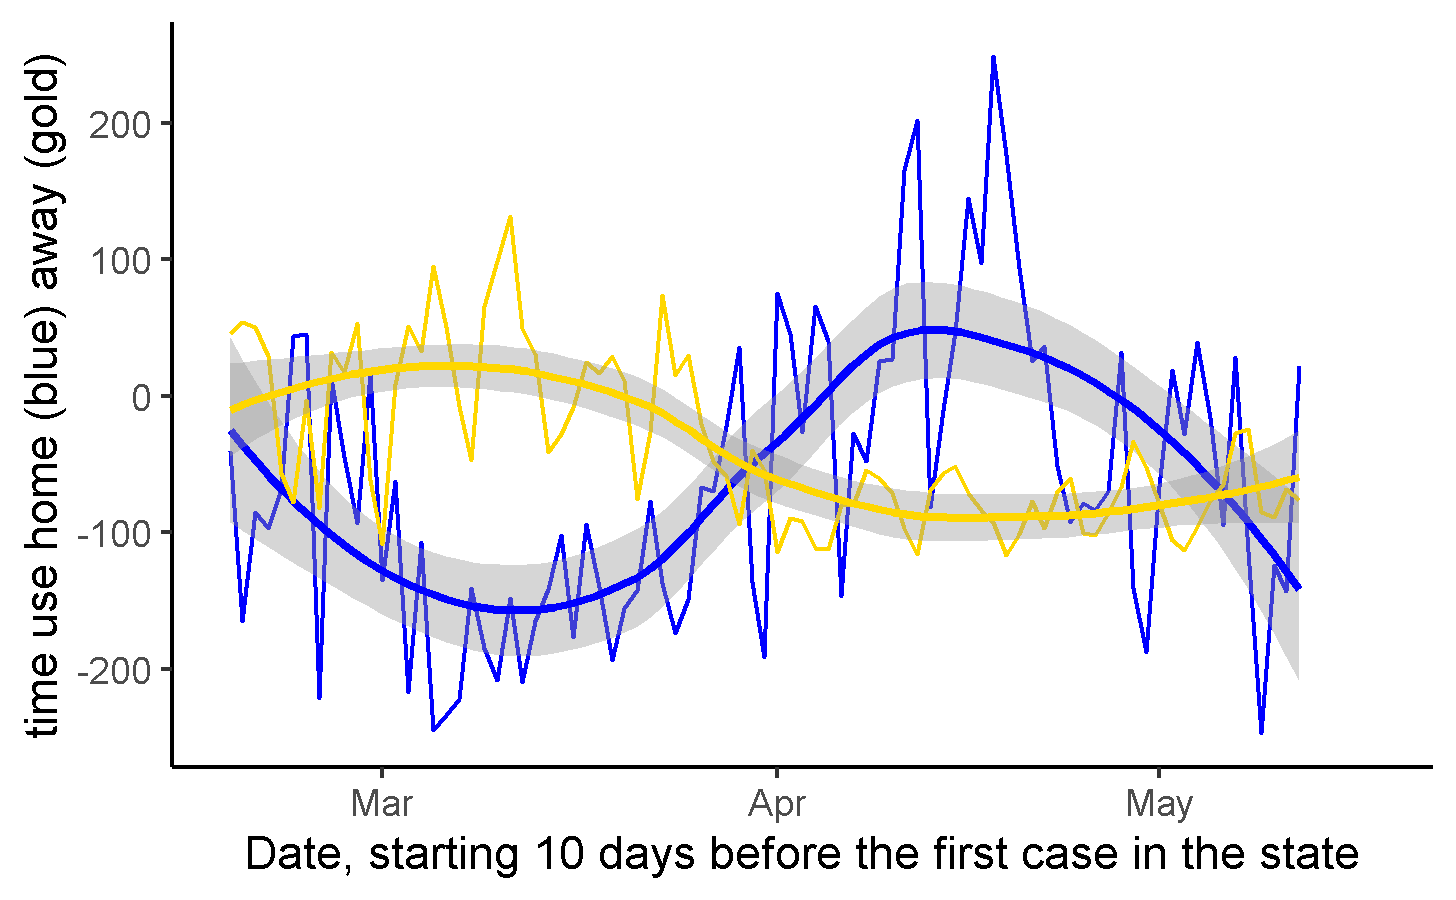 time use home (blue) away (gold)
200
100
0
-100
-200
Mar Apr May
Date, starting 10 days before the first case in the state